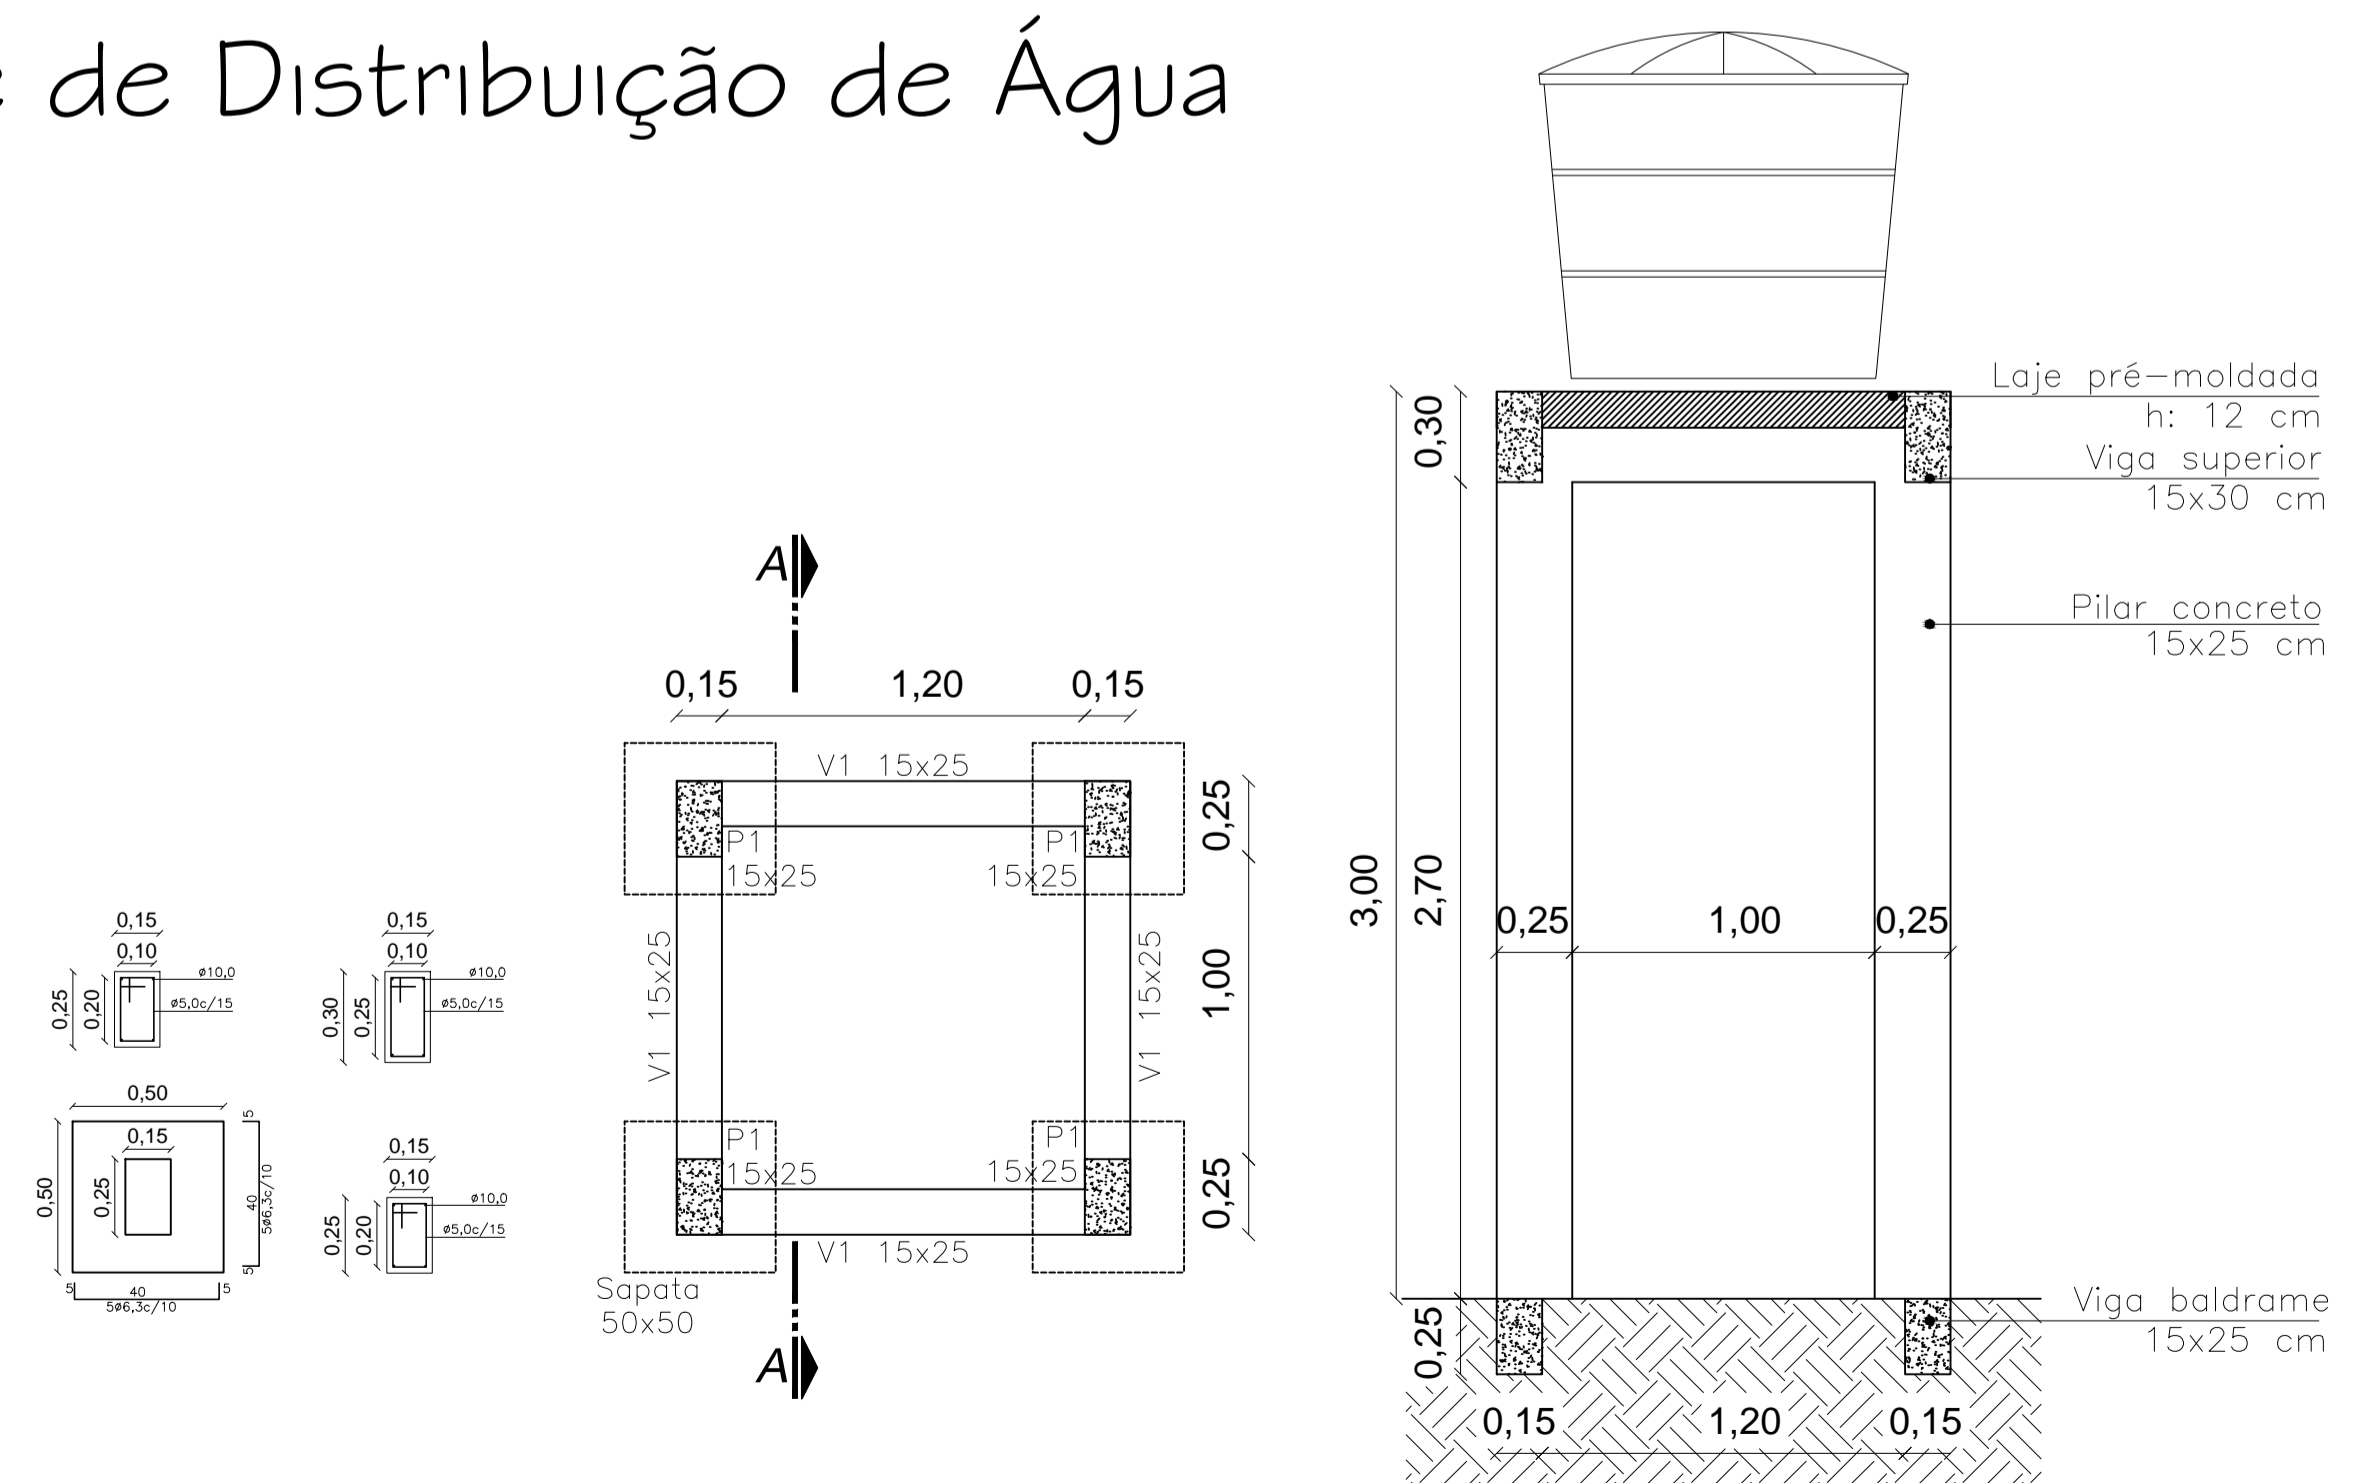 de Distribuição de Água
0,15
0,10
0,25
0,20
ø10,0
ø5,0c/15
0,15
0,10
0,30
0,25
ø10,0
ø5,0c/15
0,50
0,15
0,50
0,25
5
40
5
5ø6,3c/10
5
40
5
5ø6,3c/10
0,15
0,10
0,25
0,20
ø10,0
ø5,0c/15
A
0,15
1,20
0,15
V1 15x25
P1
15x25
P1
15x25
0,25
V1 15x25
V1 15x25
1,00
P1
15x25
P1
15x25
0,25
V1 15x25
Sapata
50x50
A
0,30
3,00
2,70
0,25
1,00
0,25
0,25
0,15
1,20
0,15
Laje pré-moldada
h: 12 cm
Viga superior
15x30 cm
Pilar concreto
15x25 cm
Viga baldrame
15x25 cm